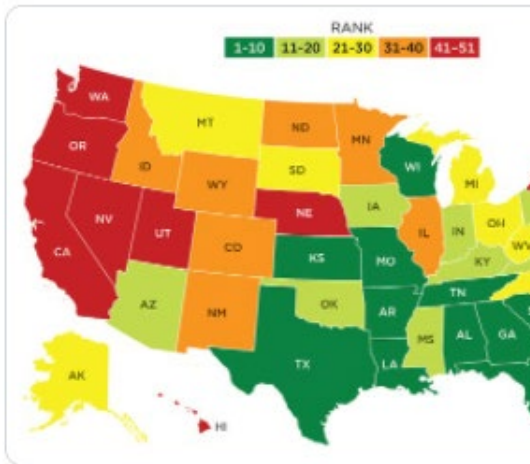 RANK
1-10 11-20 21-30 31-40 41-51
WA
MT ND MN
OR ID SD WI MI
WY
NE IA
NV UT IL IN OH
CA CO WV
KS MO KY
AZ NM OK TN
AR
MS AL GA
TX LA
AK
HI